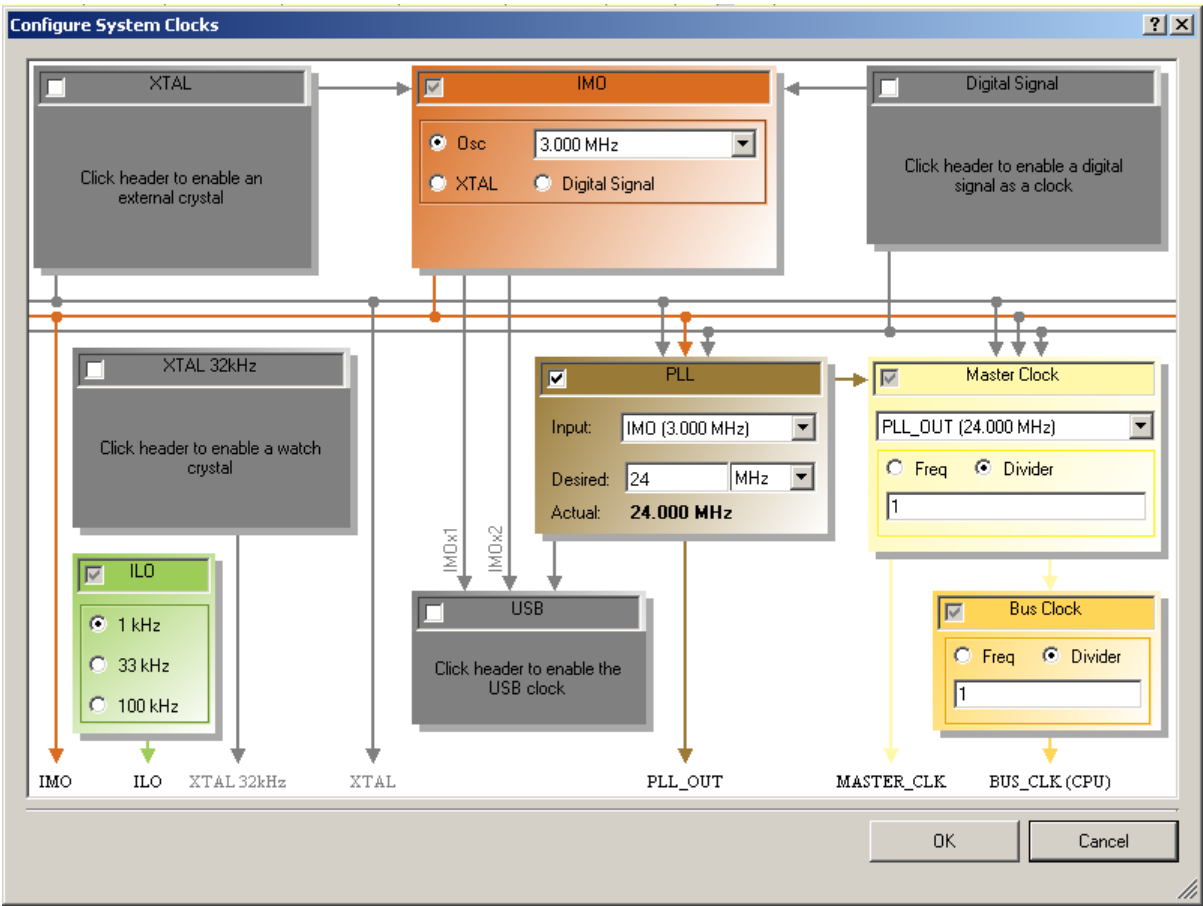 Configure System Clocks
XTAL
Click header to enable an
external crystal
IMO
Osc
3.000 MHz
XTAL
Digital Signal
Digital Signal
Click header to enable a digital
signal as a clock
XTAL 32kHz
Click header to enable a watch
crystal
PLL
Input:
IMO (3.000 MHz)
Desired:
24
MHz
Actual:
24.000 MHz
Master Clock
PLL_OUT (24.000 MHz)
Freq
Divider
1
IMOx1
IMOx2
ILO
1 kHz
33 kHz
100 kHz
USB
Click header to enable the
USB clock
Bus Clock
Freq
Divider
1
IMO
ILO
XTAL 32kHz
XTAL
PLL_OUT
MASTER_CLK
BUS_CLK (CPU)
OK
Cancel